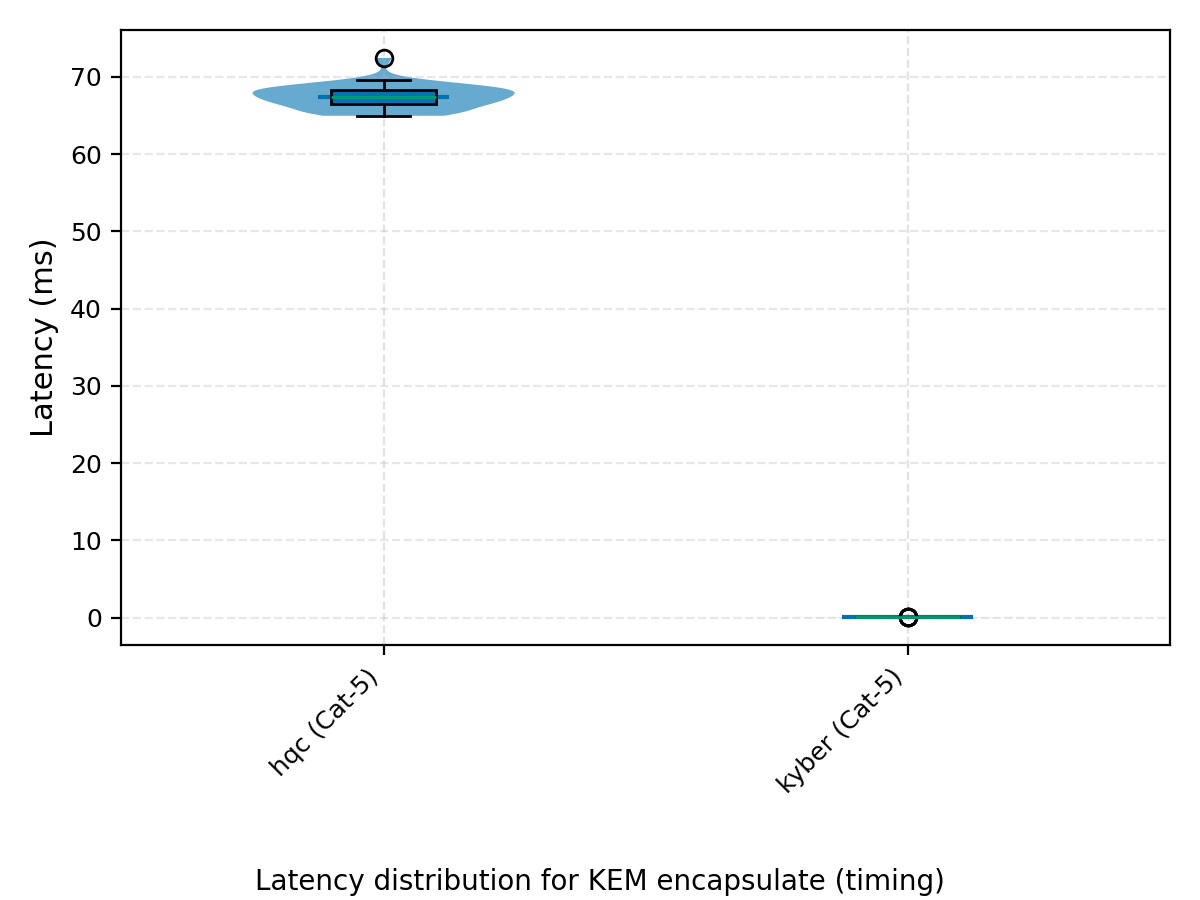 Latency (ms)
70
60
50
40
30
20
10
0
hqc (Cat-5)
kyber (Cat-5)
Latency distribution for KEM encapsulate (timing)